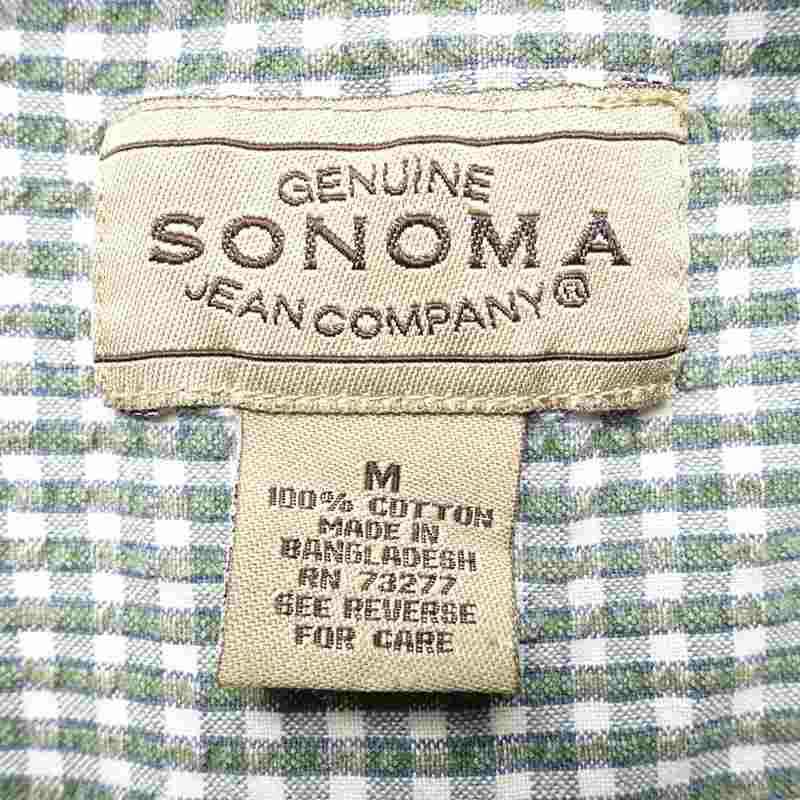 GENUINE
SONOMA
JEAN COMPANY®
M
100% COTTON
MADE IN
BANGLADESH
RN 73277
SEE REVERSE
FOR CARE